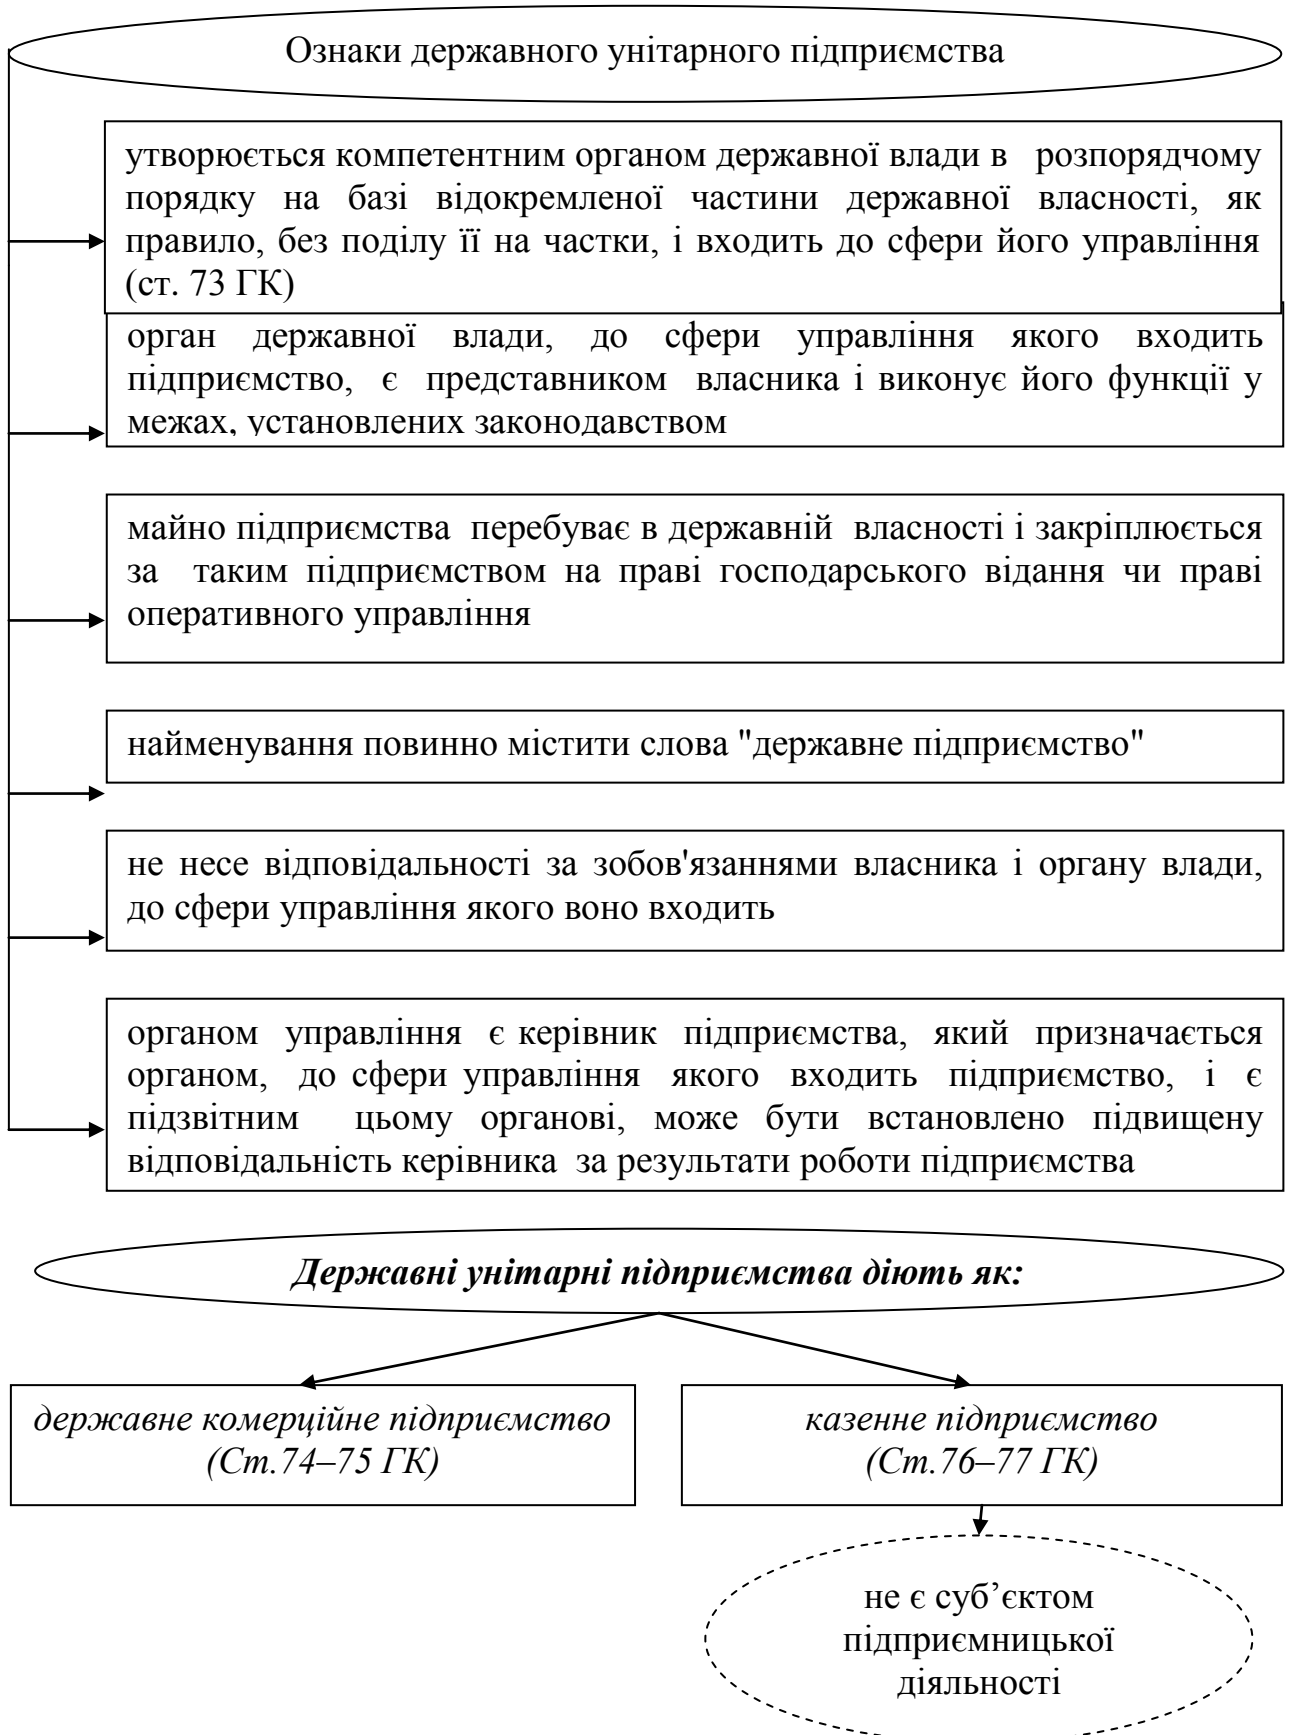 Ознаки державного унітарного підприємства
утворюється компетентним органом державної влади в розпорядчому
порядку на базі відокремленої частини державної власності, як
правило, без поділу її на частки, і входить до сфери його управління
(ст. 73 ГК)
орган державної влади, до сфери управління якого входить
підприємство, є представником власника і виконує його функції у
межах, установлених законодавством
майно підприємства перебуває в державній власності і закріплюється
за таким підприємством на праві господарського відання чи праві
оперативного управління
найменування повинно містити слова "державне підприємство"
не несе відповідальності за зобов'язаннями власника і органу влади,
до сфери управління якого воно входить
органом управління є керівник підприємства, який призначається
органом, до сфери управління якого входить підприємство, і є
підзвітним цьому органові, може бути встановлено підвищену
відповідальність керівника за результати роботи підприємства
Державні унітарні підприємства діють як:
державне комерційне підприємство
(Ст.74–75 ГК)
казенне підприємство
(Ст.76–77 ГК)
не є суб’єктом
підприємницької
діяльності